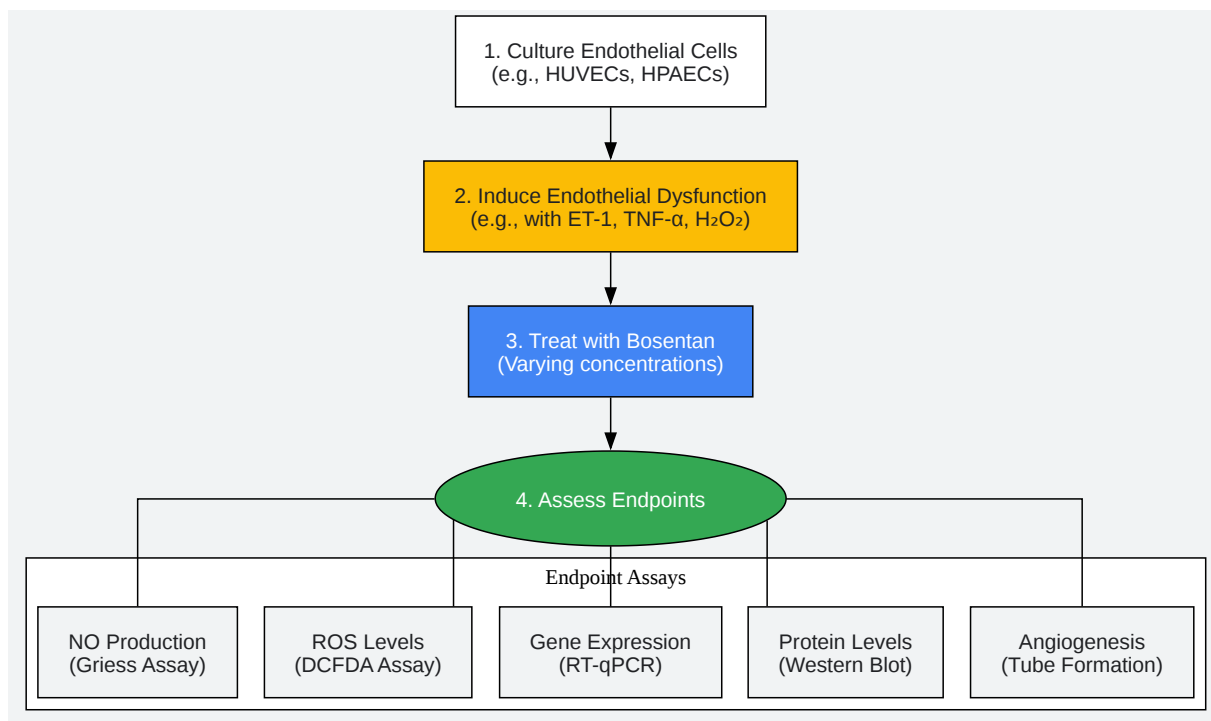 1. Culture Endothelial Cells
(e.g., HUVECs, HPAECs)
2. Induce Endothelial Dysfunction
(e.g., with ET-1, TNF-α, H₂O₂)
3. Treat with Bosentan
(Varying concentrations)
4. Assess Endpoints
Endpoint Assays
NO Production
(Griess Assay)
ROS Levels
(DCFDA Assay)
Gene Expression
(RT-qPCR)
Protein Levels
(Western Blot)
Angiogenesis
(Tube Formation)